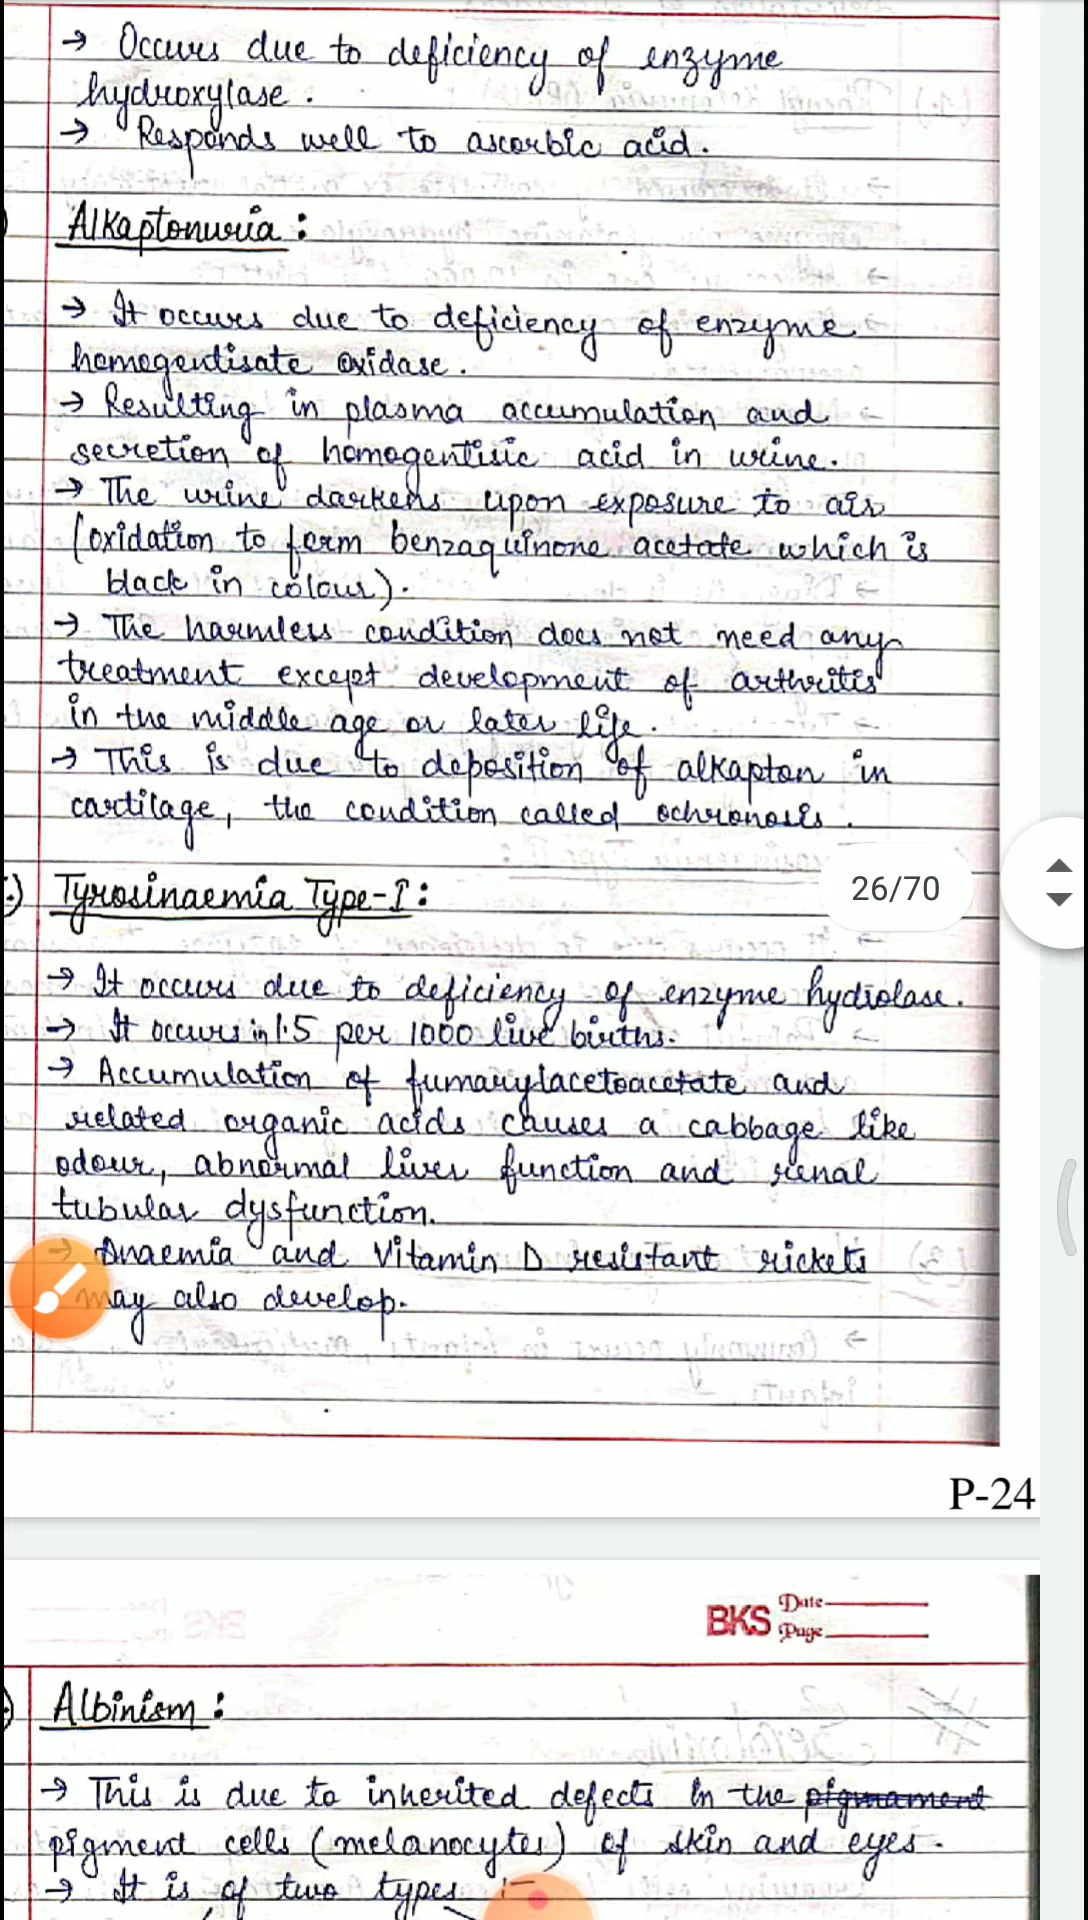 → Occurs due to deficiency of enzyme
hydroxylase.
→ Responds well to ascorbic acid.
Alkaptonuria :
→ It occurs due to deficiency of enzyme
homogentisate oxidase.
→ Resulting in plasma accumulation and
secretion of homogentisic acid in urine.
→ The urine darkens upon exposure to air
(oxidation to form benzaquinone acetate which is
black in colour).
→ The harmless condition does not need any
treatment except development of arthritis
in the middle age or later life.
→ This is due to deposition of alkapton in
cartilage, the condition called ochronosis.
Tyrosinaemia Type-I :
26/70
→ It occurs due to deficiency of enzyme hydrolase.
→ It occurs in 1.5 per 1000 live births.
→ Accumulation of fumarylacetoacetate and
related organic acids causes a cabbage like
odour, abnormal liver function and renal
tubular dysfunction.
→ Anaemia and Vitamin D resistant rickets
may also develop.
P-24
BKS Date
Page
Albinism :
→ This is due to inherited defects in the pigmament
pigment cells (melanocytes) of skin and eyes.
→ It is of two types :-